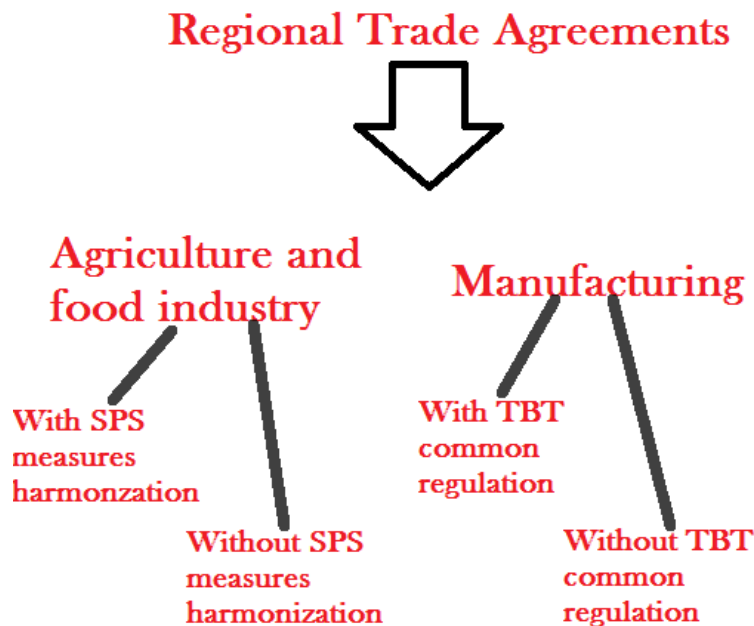 Regional Trade Agreements
Agriculture and
food industry
Manufacturing
With SPS
measures
harmonzation
Without SPS
measures
harmonization
With TBT
common
regulation
Without TBT
common
regulation